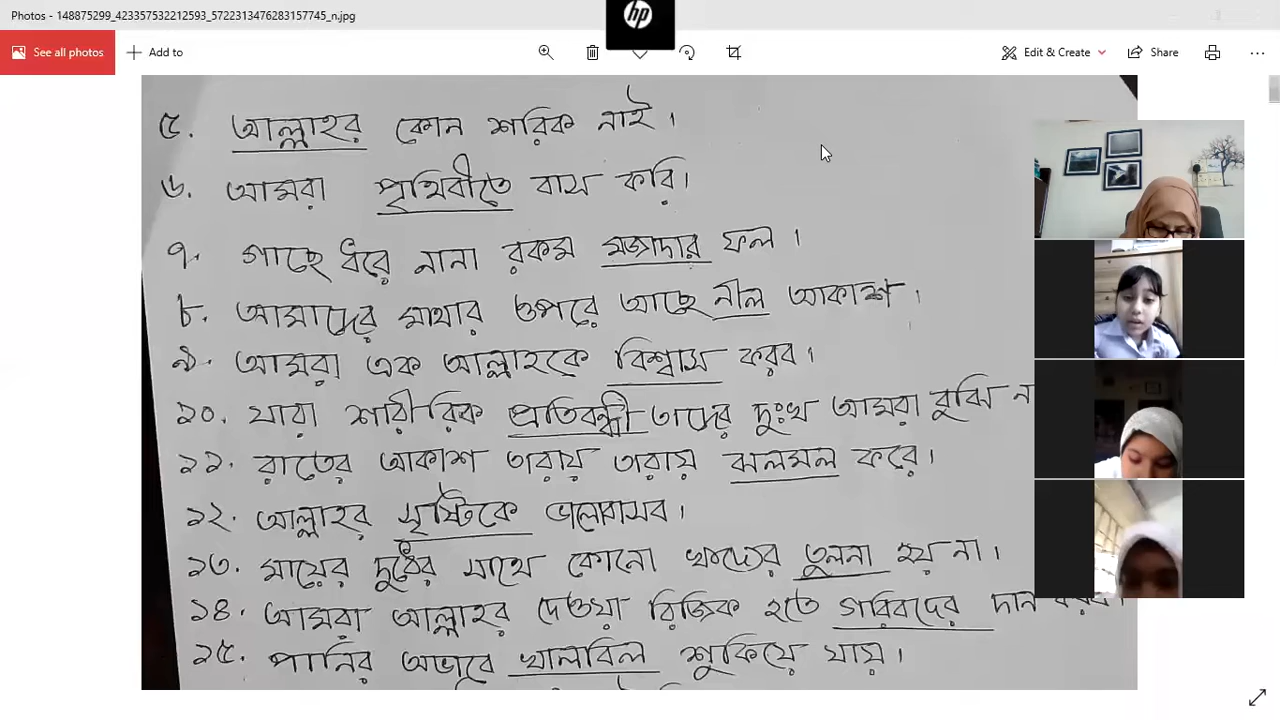 Photos - 148875299_423357532212593_5722313476283157745_n.jpg
hp
See all photos
Add to
Edit & Create
Share
৫. আল্লাহর কোন শরিক নাই।
৬. আমরা পৃথিবীতে বাস করি।
৭. গাছে ধরে নানা রকম মজাদার ফল।
৮. আমাদের মাথার ওপরে আছে নীল আকাশ।
৯. আমরা এক আল্লাহকে বিশ্বাস করব।
১০. যারা শারীরিক প্রতিবন্ধী তাদের দুঃখ আমরা বুঝি
১১. রাতের আকাশ তারায় তারায় ঝলমল করে।
১২. আল্লাহর সৃষ্টিকে ভালোবাসব।
১৩. মায়ের দুধের সাথে কোনো খাদ্যের তুলনা হয় না।
১৪. আমরা আল্লাহর দেওয়া রিজিক হতে গরিবদের দান
১৫. পানির অভাবে খালবিল শুকিয়ে যায়।